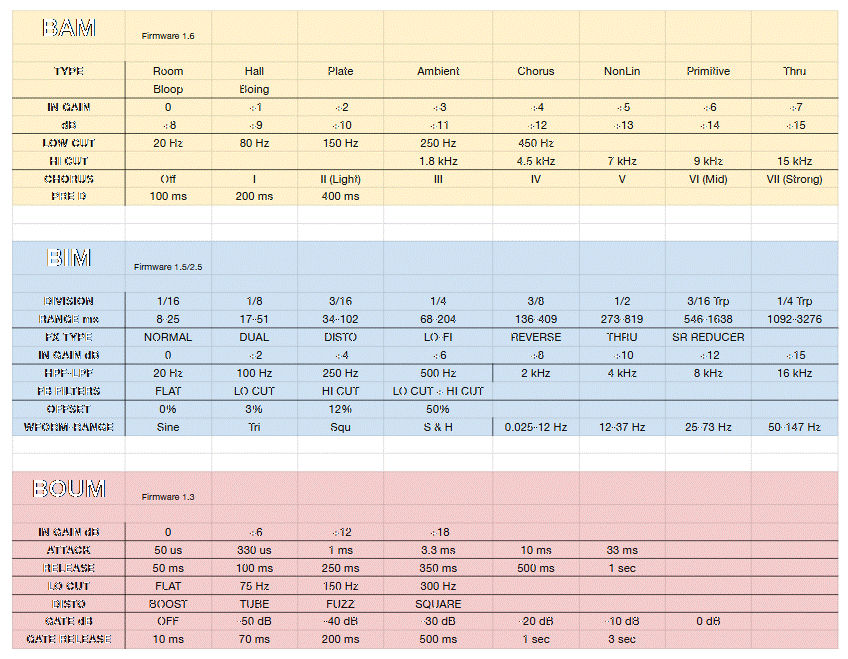 BAM Firmware 1.6
TYPE Room Hall Plate Ambient Chorus NonLin Primitive Thru
Bloop Boing
IN GAIN 0 +1 +2 +3 +4 +5 +6 +7
dB +8 +9 +10 +11 +12 +13 +14 +15
LOW CUT 20 Hz 80 Hz 150 Hz 250 Hz 450 Hz
HI CUT 1.8 kHz 4.5 kHz 7 kHz 9 kHz 15 kHz
CHORUS Off I II (Light) III IV V VI (Mid) VII (Strong)
PRE D 100 ms 200 ms 400 ms
BIM Firmware 1.5/2.5
DIVISION 1/16 1/8 3/16 1/4 3/8 1/2 3/16 Trp 1/4 Trp
RANGE ms 8-25 17-51 34-102 68-204 136-409 273-819 546-1638 1092-3276
FX TYPE NORMAL DUAL DISTO LO-FI REVERSE THRU SR REDUCER
IN GAIN dB 0 +2 +4 +6 +8 +10 +12 +15
HPF-LPF 20 Hz 100 Hz 250 Hz 500 Hz 2 kHz 4 kHz 8 kHz 16 kHz
FB FILTERS FLAT LO CUT HI CUT LO CUT + HI CUT
OFFSET 0% 3% 12% 50%
WFORM-RANGE Sine Tri Squ S & H 0.025-12 Hz 12-37 Hz 25-73 Hz 50-147 Hz
BOUM Firmware 1.3
IN GAIN dB 0 +6 +12 +18
ATTACK 50 us 330 us 1 ms 3.3 ms 10 ms 33 ms
RELEASE 50 ms 100 ms 250 ms 350 ms 500 ms 1 sec
LO CUT FLAT 75 Hz 150 Hz 300 Hz
DISTO BOOST TUBE FUZZ SQUARE
GATE dB OFF -50 dB -40 dB -30 dB -20 dB -10 dB 0 dB
GATE RELEASE 10 ms 70 ms 200 ms 500 ms 1 sec 3 sec